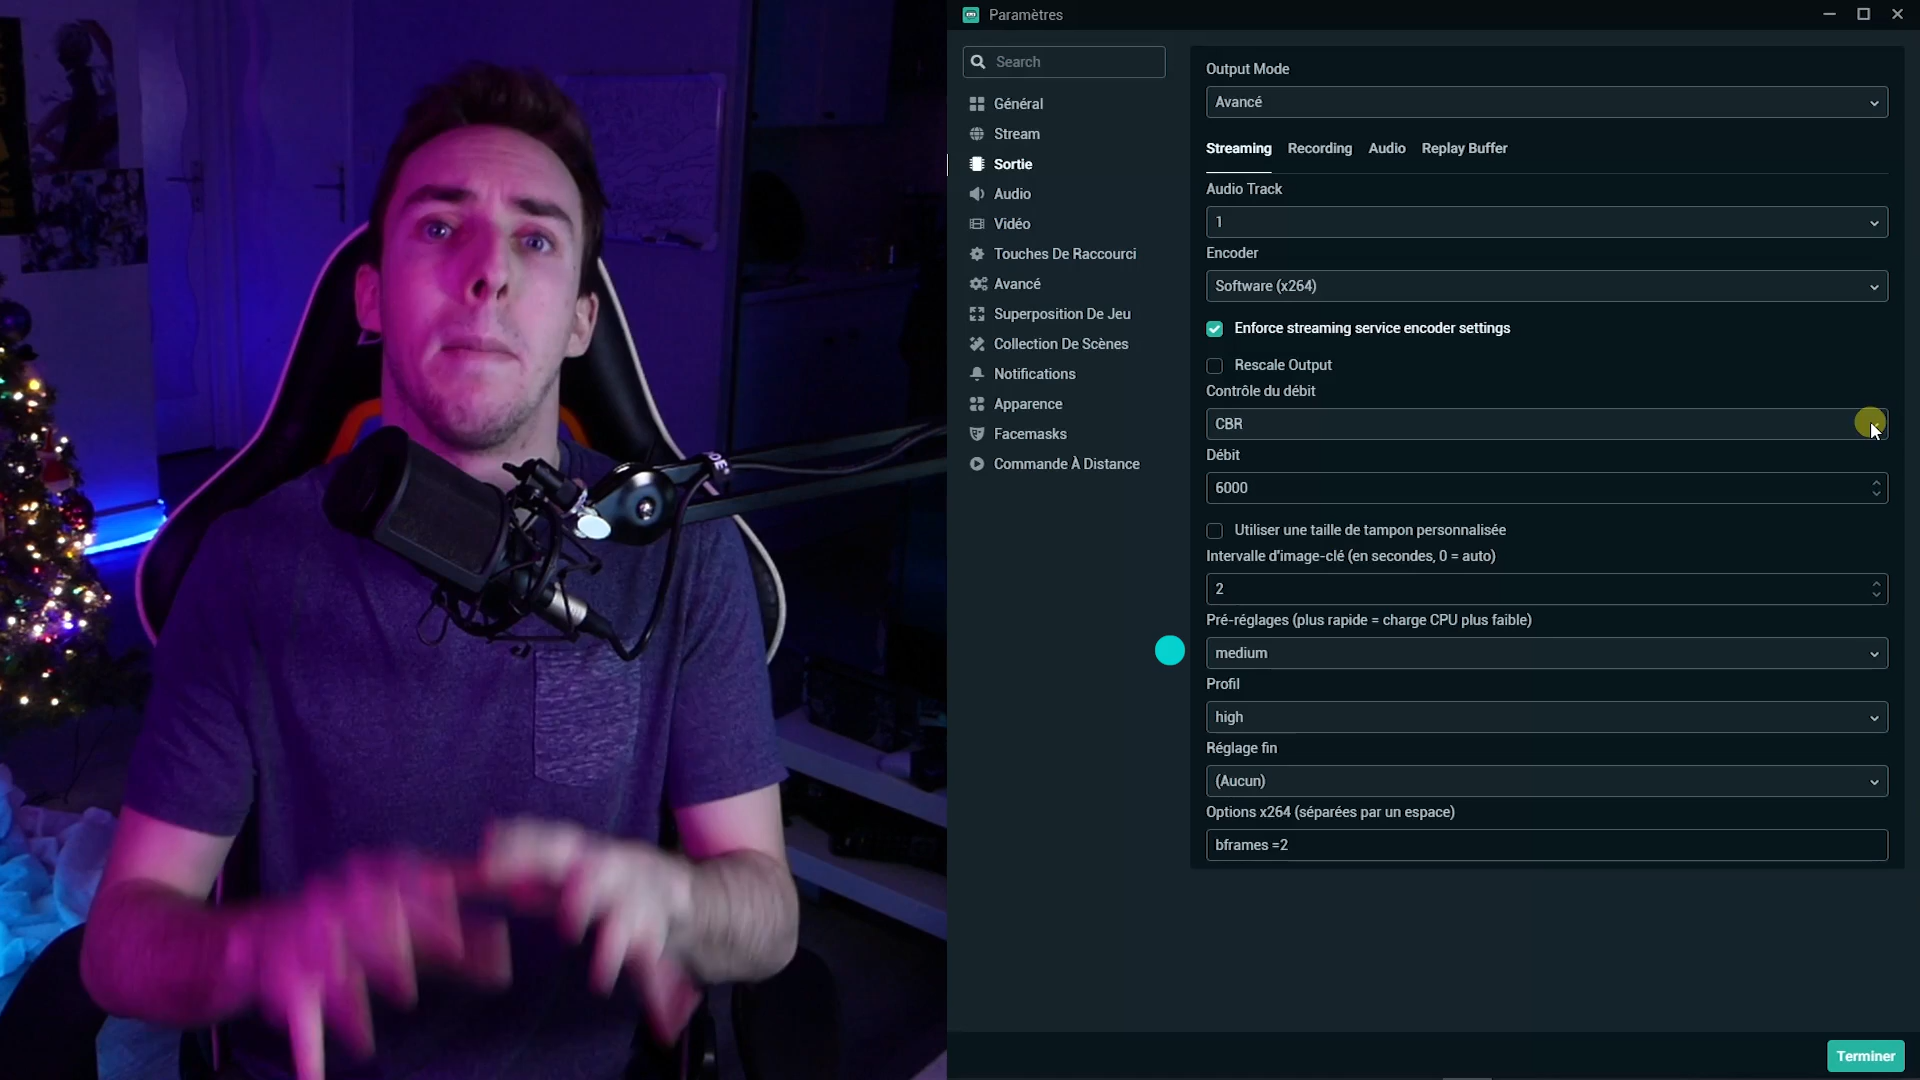 Paramètres
Search
Général
Stream
Sortie
Audio
Vidéo
Touches De Raccourci
Avancé
Superposition De Jeu
Collection De Scènes
Notifications
Apparence
Facemasks
Commande À Distance
Output Mode
Avancé
Streaming Recording Audio Replay Buffer
Audio Track
1
Encoder
Software (x264)
Enforce streaming service encoder settings
Rescale Output
Contrôle du débit
CBR
Débit
6000
Utiliser une taille de tampon personnalisée
Intervalle d'image-clé (en secondes, 0 = auto)
2
Pré-réglages (plus rapide = charge CPU plus faible)
medium
Profil
high
Réglage fin
(Aucun)
Options x264 (séparées par un espace)
bframes =2
Terminer